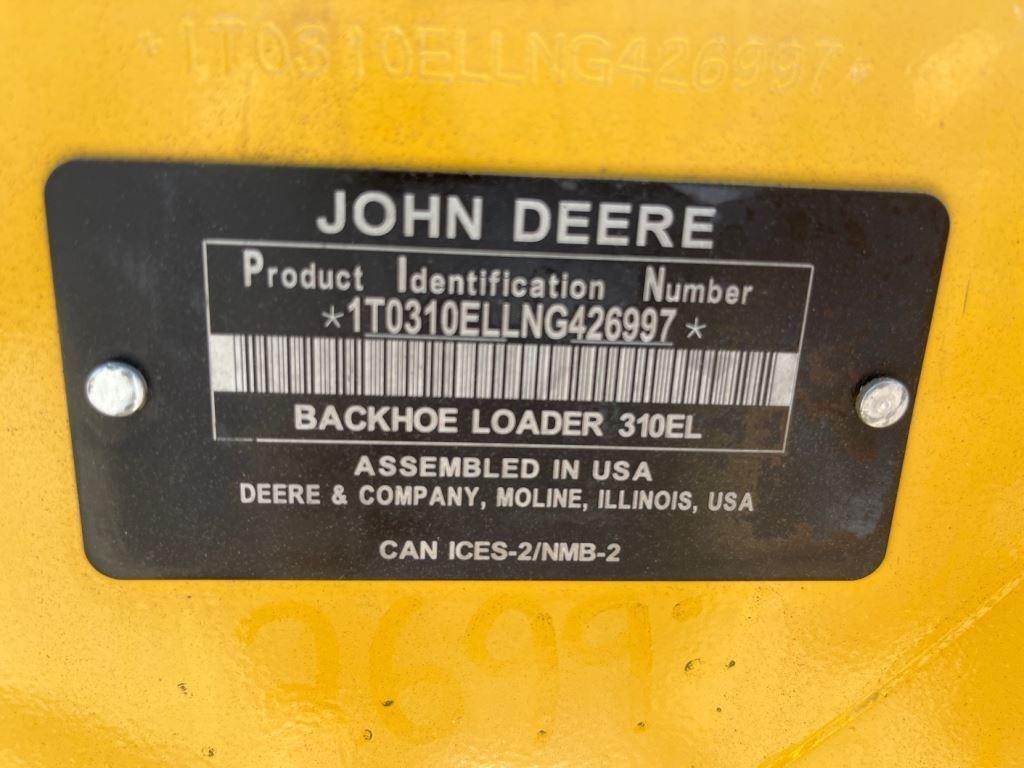 *1T0310ELLNG426997*
JOHN DEERE
Product Identification Number
*1T0310ELLNG426997*
BACKHOE LOADER 310EL
ASSEMBLED IN USA
DEERE & COMPANY, MOLINE, ILLINOIS, USA
CAN ICES-2/NMB-2